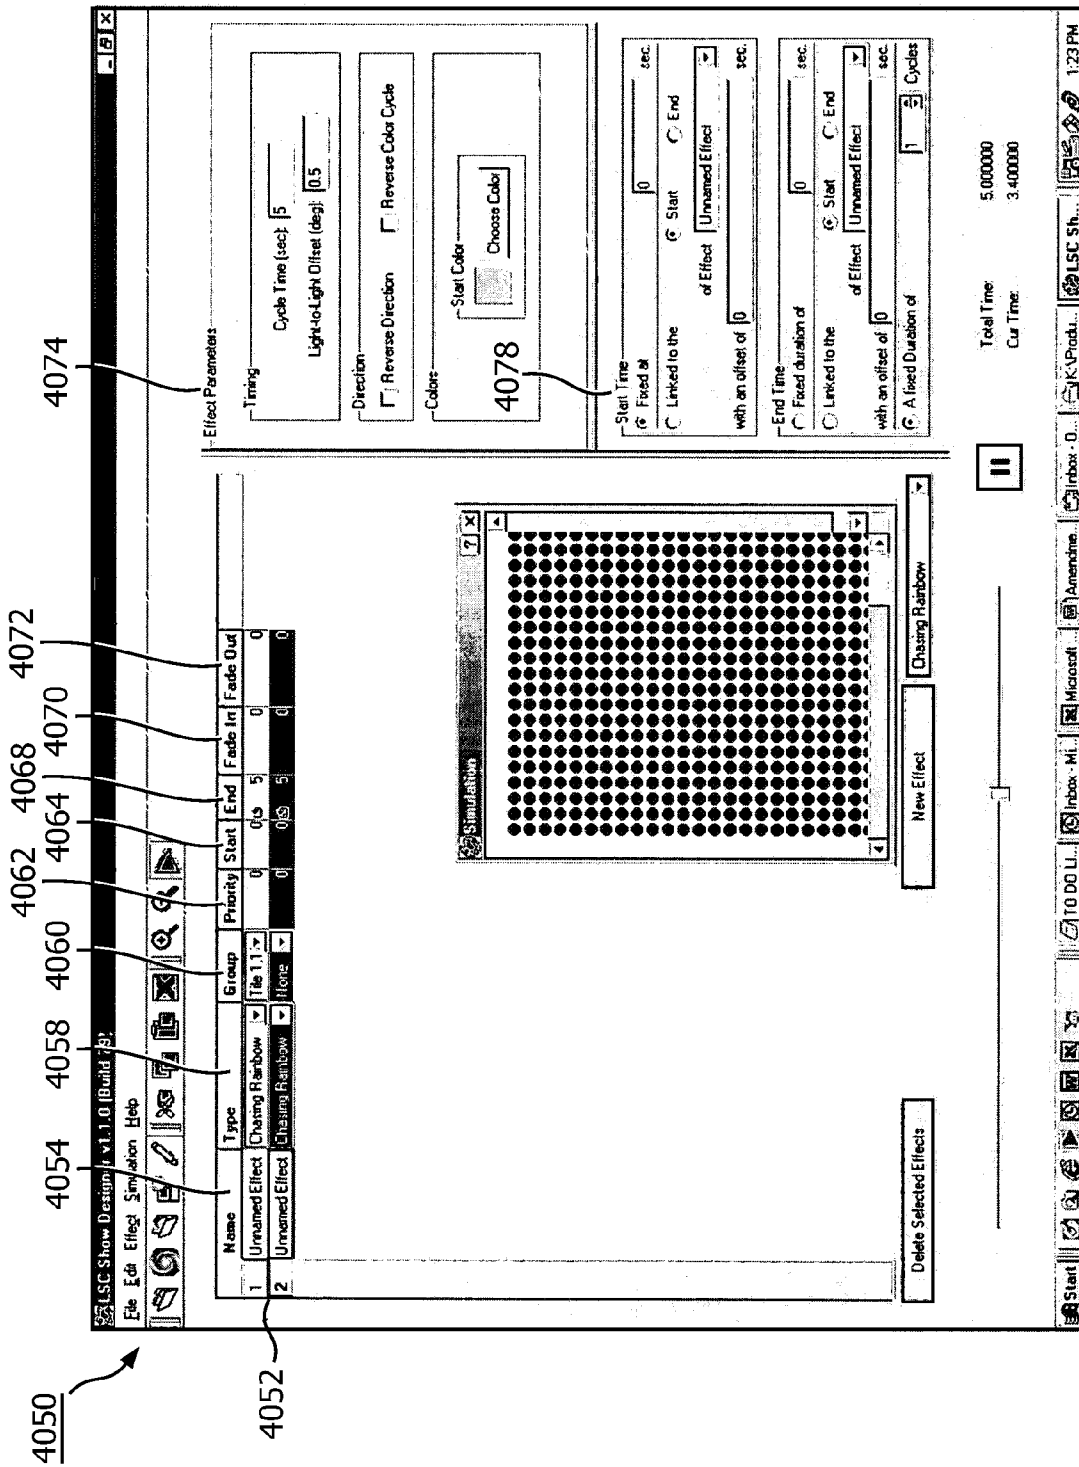 4050
4052
4054
4058
4060
4062
4064
4068
4070
4072
4074
4078
LSC Show Designer v1.1.0 (Build 79)
File Edit Effect Simulation Help
Name Type Group Priority Start End Fade In Fade Out
1 Unnamed Effect Chasing Rainbow Tile 1,1 0 0 5 0 0
2 Unnamed Effect Chasing Rainbow None 0 0 5 0 0
Simulation
Delete Selected Effects
New Effect
Chasing Rainbow
Effect Parameters
Timing
Cycle Time (sec): 5
Light-to-Light Offset (deg): 0.5
Direction
Reverse Direction Reverse Color Cycle
Colors
Start Color
Choose Color
Start Time
Fixed at 0 sec.
Linked to the Start End
of Effect Unnamed Effect
with an offset of 0 sec.
End Time
Fixed duration of 0 sec.
Linked to the Start End
of Effect Unnamed Effect
with an offset of 0 sec.
A fixed Duration of 1 Cycles
Total Time: 5.000000
Cur Time: 3.400000
Start
TO DO Li...
Inbox - Mi...
Microsoft ...
Amendme...
Inbox - O...
K:\Produ...
LSC Sh...
1:23 PM